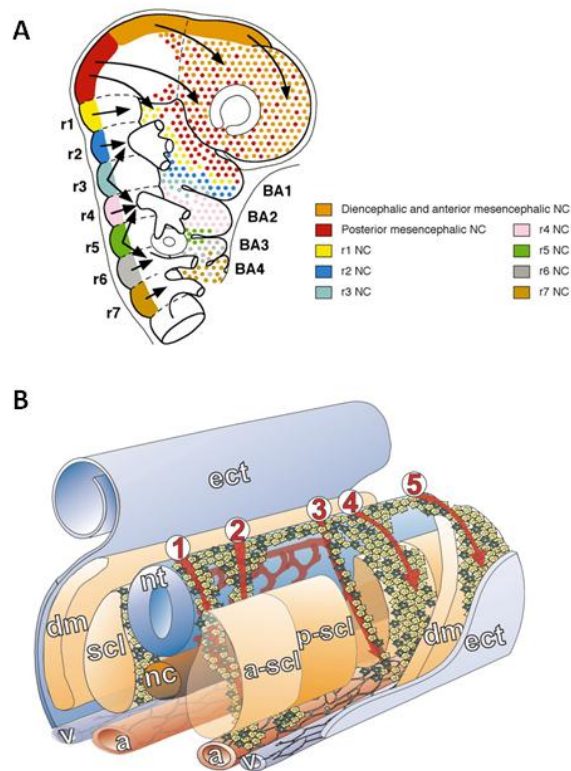 A
r1
r2
r3
r4
r5
r6
r7
BA1
BA2
BA3
BA4
Diencephalic and anterior mesencephalic NC
Posterior mesencephalic NC
r1 NC
r2 NC
r3 NC
r4 NC
r5 NC
r6 NC
r7 NC
B
ect
1
2
3
4
5
nt
dm
scl
nc
a-scl
p-scl
dm
ect
v
a
a
v